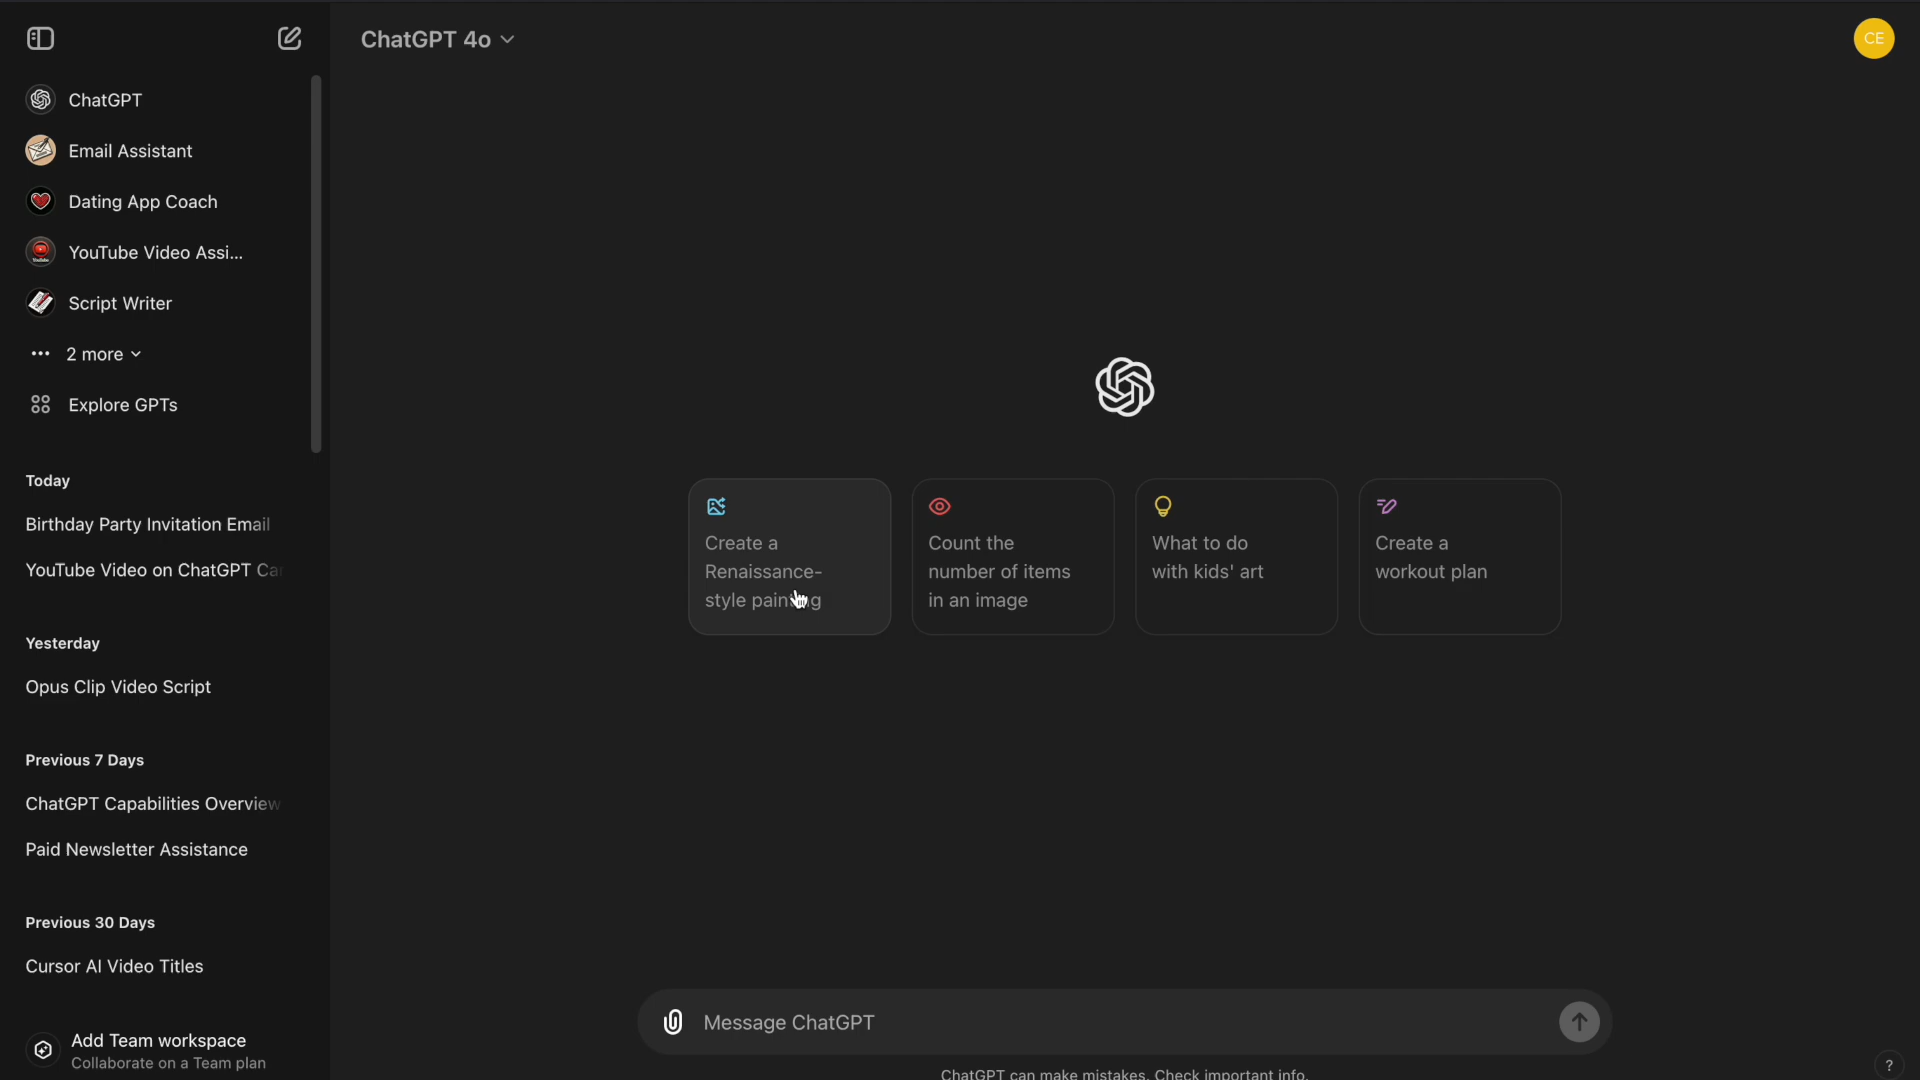 ChatGPT 4o
CE
ChatGPT
Email Assistant
Dating App Coach
YouTube Video Assi...
Script Writer
2 more
Explore GPTs
Today
Birthday Party Invitation Email
YouTube Video on ChatGPT
Yesterday
Opus Clip Video Script
Previous 7 Days
ChatGPT Capabilities Overview
Paid Newsletter Assistance
Previous 30 Days
Cursor AI Video Titles
Add Team workspace
Collaborate on a Team plan
Create a
Renaissance-
style painting
Count the
number of items
in an image
What to do
with kids' art
Create a
workout plan
Message ChatGPT
ChatGPT can make mistakes. Check important info.
?